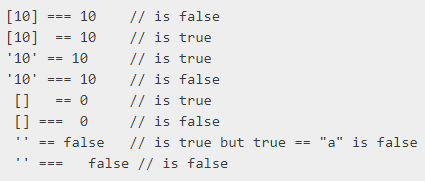 [10] === 10    // is false
[10]  == 10    // is true
'10' == 10     // is true
'10' === 10    // is false
 []   == 0     // is true
 [] ===  0     // is false
 '' == false   // is true but true == "a" is false
 '' ===   false // is false